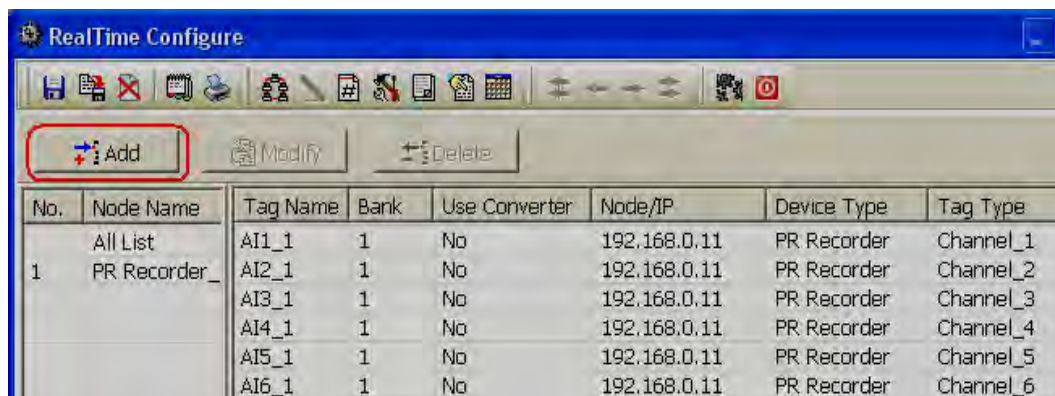 RealTime Configure
Add Modify Delete
No. Node Name Tag Name Bank Use Converter Node/IP Device Type Tag Type
All List AI1_1 1 No 192.168.0.11 PR Recorder Channel_1
1 PR Recorder_ AI2_1 1 No 192.168.0.11 PR Recorder Channel_2
AI3_1 1 No 192.168.0.11 PR Recorder Channel_3
AI4_1 1 No 192.168.0.11 PR Recorder Channel_4
AI5_1 1 No 192.168.0.11 PR Recorder Channel_5
AI6_1 1 No 192.168.0.11 PR Recorder Channel_6